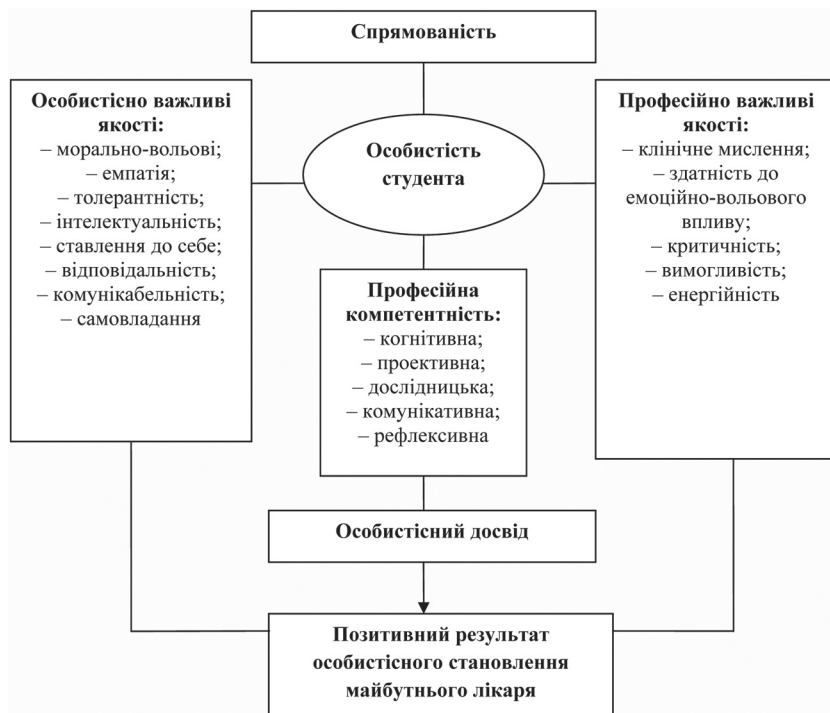 Спрямованість
Особистісно важливі
якості:
– морально-вольові;
– емпатія;
– толерантність;
– інтелектуальність;
– ставлення до себе;
– відповідальність;
– комунікабельність;
– самовладання
Особистість
студента
Професійно важливі
якості:
– клінічне мислення;
– здатність до
емоційно-вольового
впливу;
– критичність;
– вимогливість;
– енергійність
Професійна
компетентність:
– когнітивна;
– проективна;
– дослідницька;
– комунікативна;
– рефлексивна
Особистісний досвід
Позитивний результат
особистісного становлення
майбутнього лікаря